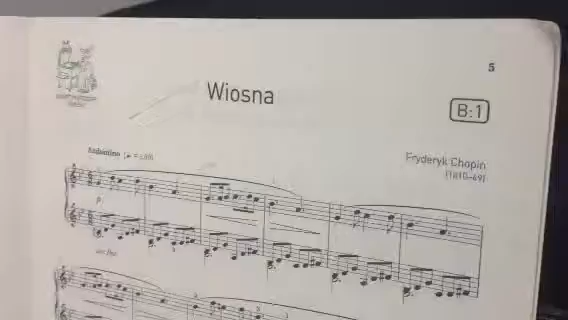 5
Wiosna
B:1
Fryderyk Chopin
(1810–49)
Andantino
p